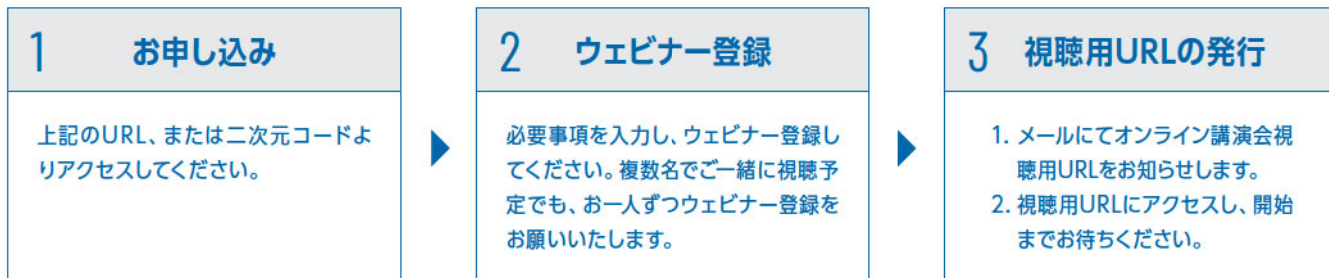 1 お申し込み
上記のURL、または二次元コードよ
りアクセスしてください。
2 ウェビナー登録
必要事項を入力し、ウェビナー登録し
てください。複数名でご一緒に視聴予
定でも、お一人ずつウェビナー登録を
お願いいたします。
3 視聴用URLの発行
1. メールにてオンライン講演会視
聴用URLをお知らせします。
2. 視聴用URLにアクセスし、開始
までお待ちください。